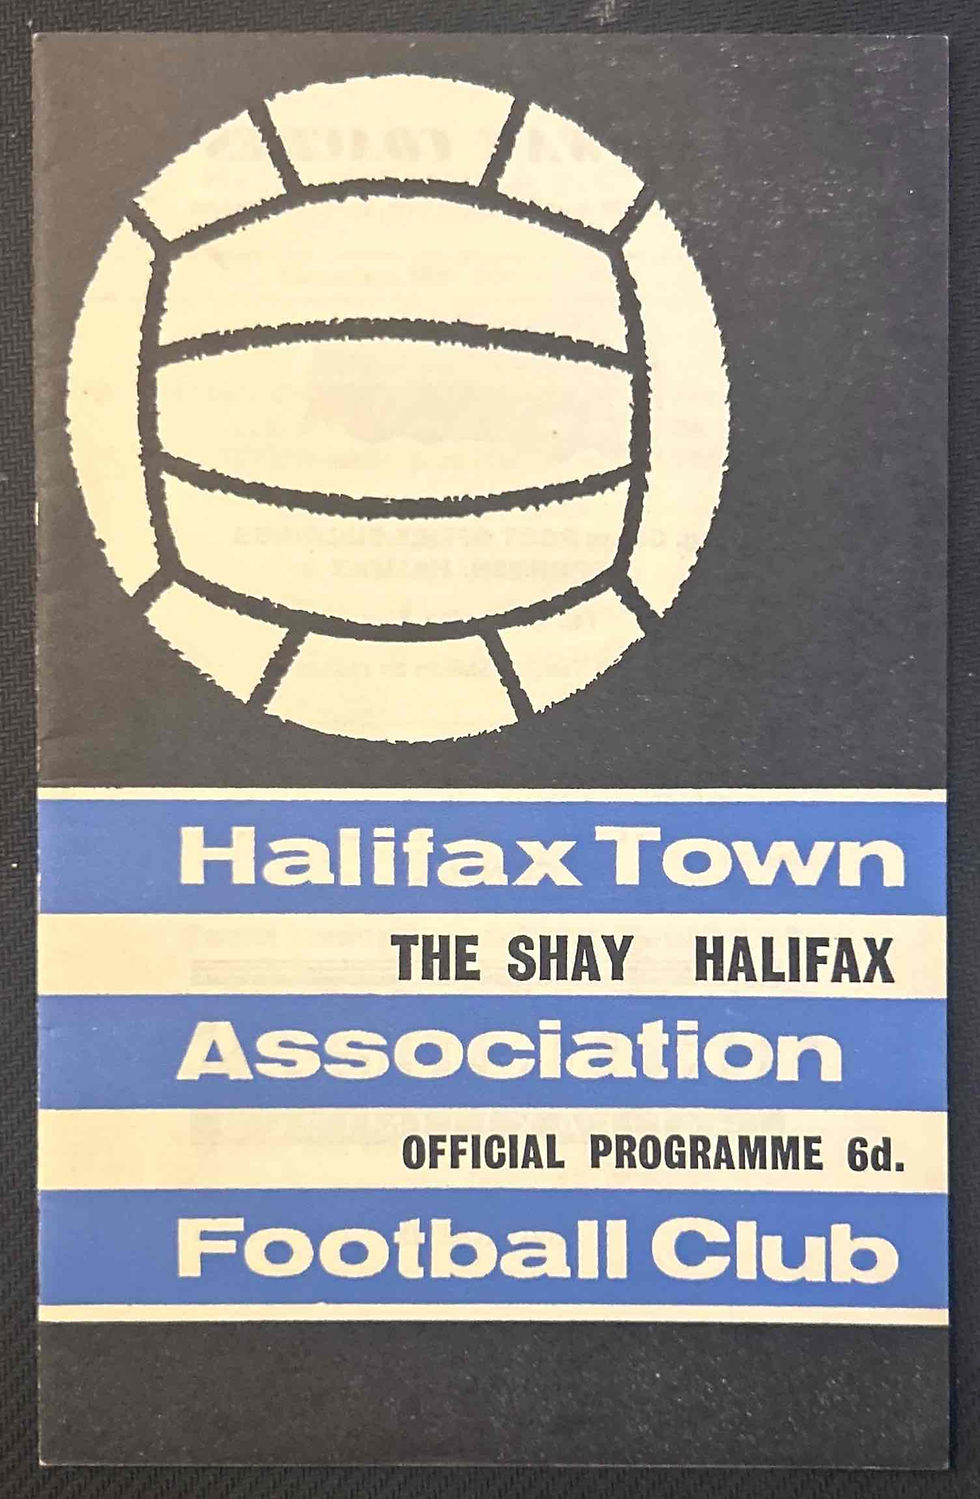 Halifax Town
THE SHAY HALIFAX
Association
OFFICIAL PROGRAMME 6d.
Football Club